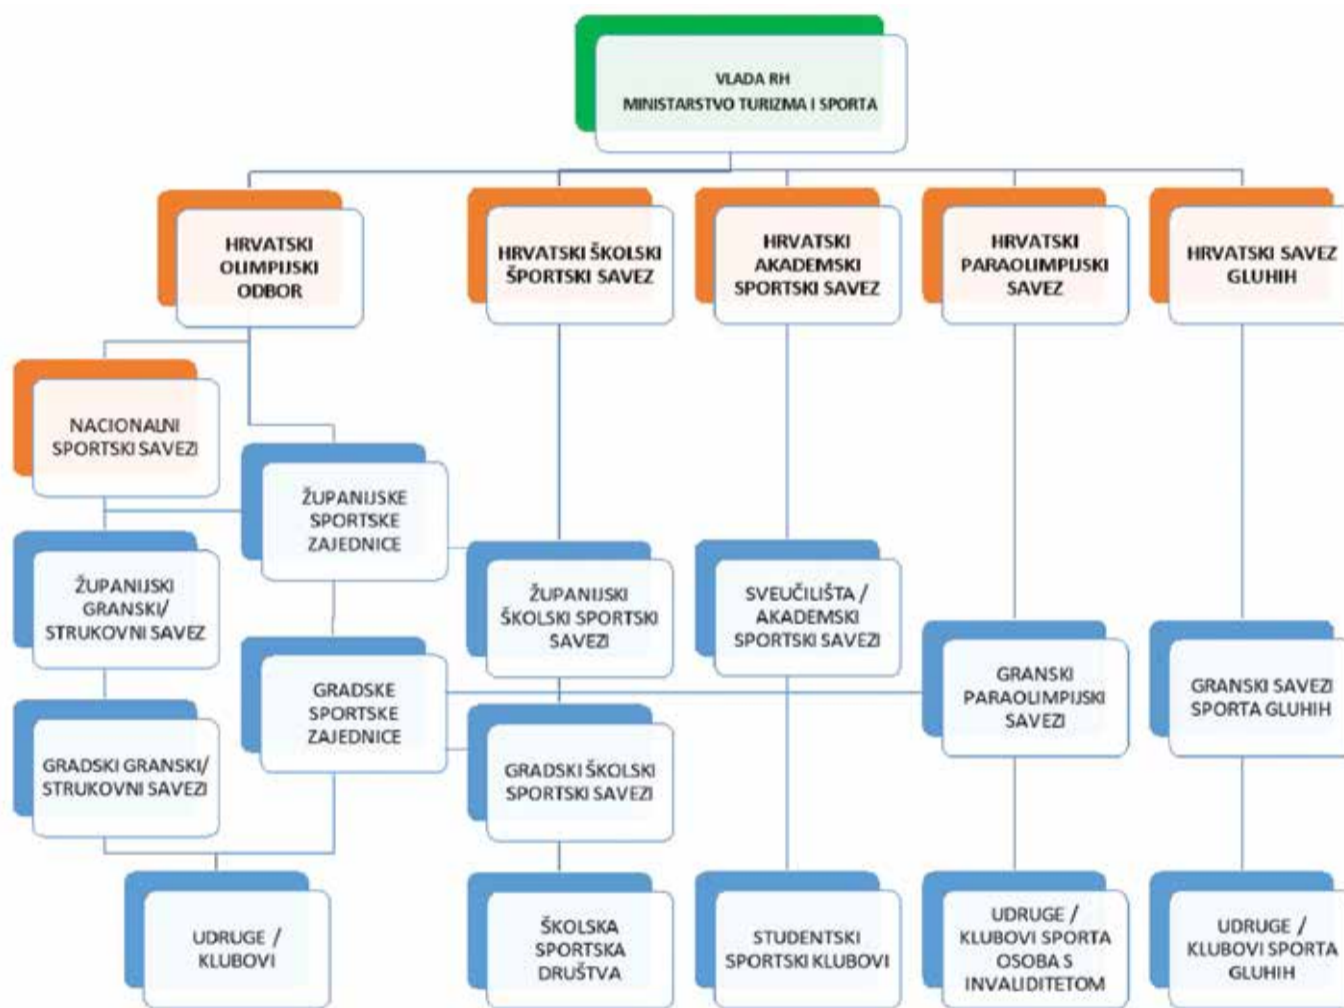 VLADA RH
MINISTARSTVO TURIZMA I SPORTA
HRVATSKI
OLIMPIJSKI
ODBOR
HRVATSKI ŠKOLSKI
ŠPORTSKI SAVEZ
HRVATSKI
AKADEMSKI
SPORTSKI SAVEZ
HRVATSKI
PARAOLIMPIJSKI
SAVEZ
HRVATSKI SAVEZ
GLUHIH
NACIONALNI
SPORTSKI SAVEZI
ŽUPANIJSKE
SPORTSKE
ZAJEDNICE
ŽUPANIJSKI
GRANSKI/
STRUKOVNI SAVEZ
ŽUPANIJSKI
ŠKOLSKI SPORTSKI
SAVEZI
SVEUČILIŠTA /
AKADEMSKI
SPORTSKI SAVEZI
GRADSKE
SPORTSKE
ZAJEDNICE
GRANSKI
PARAOLIMPIJSKI
SAVEZI
GRANSKI SAVEZI
SPORTA GLUHIH
GRADSKI GRANSKI/
STRUKOVNI SAVEZI
GRADSKI ŠKOLSKI
SPORTSKI SAVEZI
UDRUGE /
KLUBOVI
ŠKOLSKA
SPORTSKA
DRUŠTVA
STUDENTSKI
SPORTSKI KLUBOVI
UDRUGE /
KLUBOVI SPORTA
OSOBA S
INVALIDITETOM
UDRUGE /
KLUBOVI SPORTA
GLUHIH